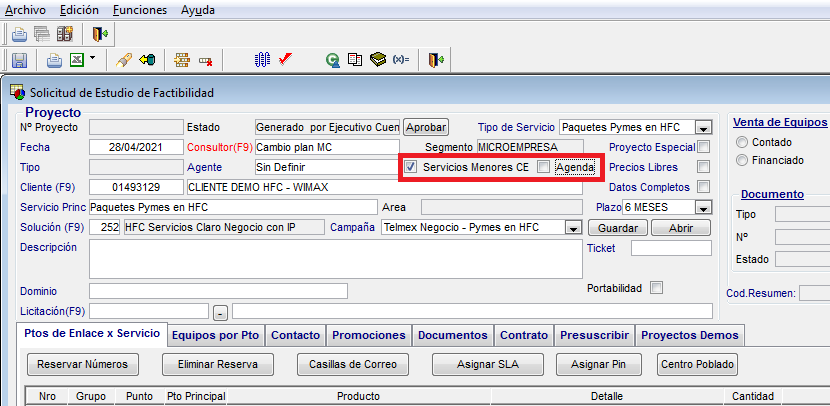 Archivo Edición Funciones Ayuda
Solicitud de Estudio de Factibilidad
Proyecto
Nº Proyecto Estado Generado por Ejecutivo Cuen Aprobar Tipo de Servicio Paquetes Pymes en HFC
Venta de Equipos
Fecha 28/04/2021 Consultor(F9) Cambio plan MC Segmento MICROEMPRESA Proyecto Especial
Contado
Tipo Agente Sin Definir Servicios Menores CE Agenda Precios Libres
Financiado
Cliente (F9) 01493129 CLIENTE DEMO HFC - WIMAX Datos Completos
Documento
Servicio Princ Paquetes Pymes en HFC Area Plazo 6 MESES
Tipo
Solución (F9) 252 HFC Servicios Claro Negocio con IP Campaña Telmex Negocio - Pymes en HFC Guardar Abrir
Nº
Descripción Ticket
Estado
Dominio Portabilidad
Cod.Resumen:
Licitación(F9) -
Ptos de Enlace x Servicio Equipos por Pto Contacto Promociones Documentos Contrato Presuscribir Proyectos Demos
Reservar Números Eliminar Reserva Casillas de Correo Asignar SLA Asignar Pin Centro Poblado
Nro Grupo Punto Pto Principal Producto Detalle Cantidad